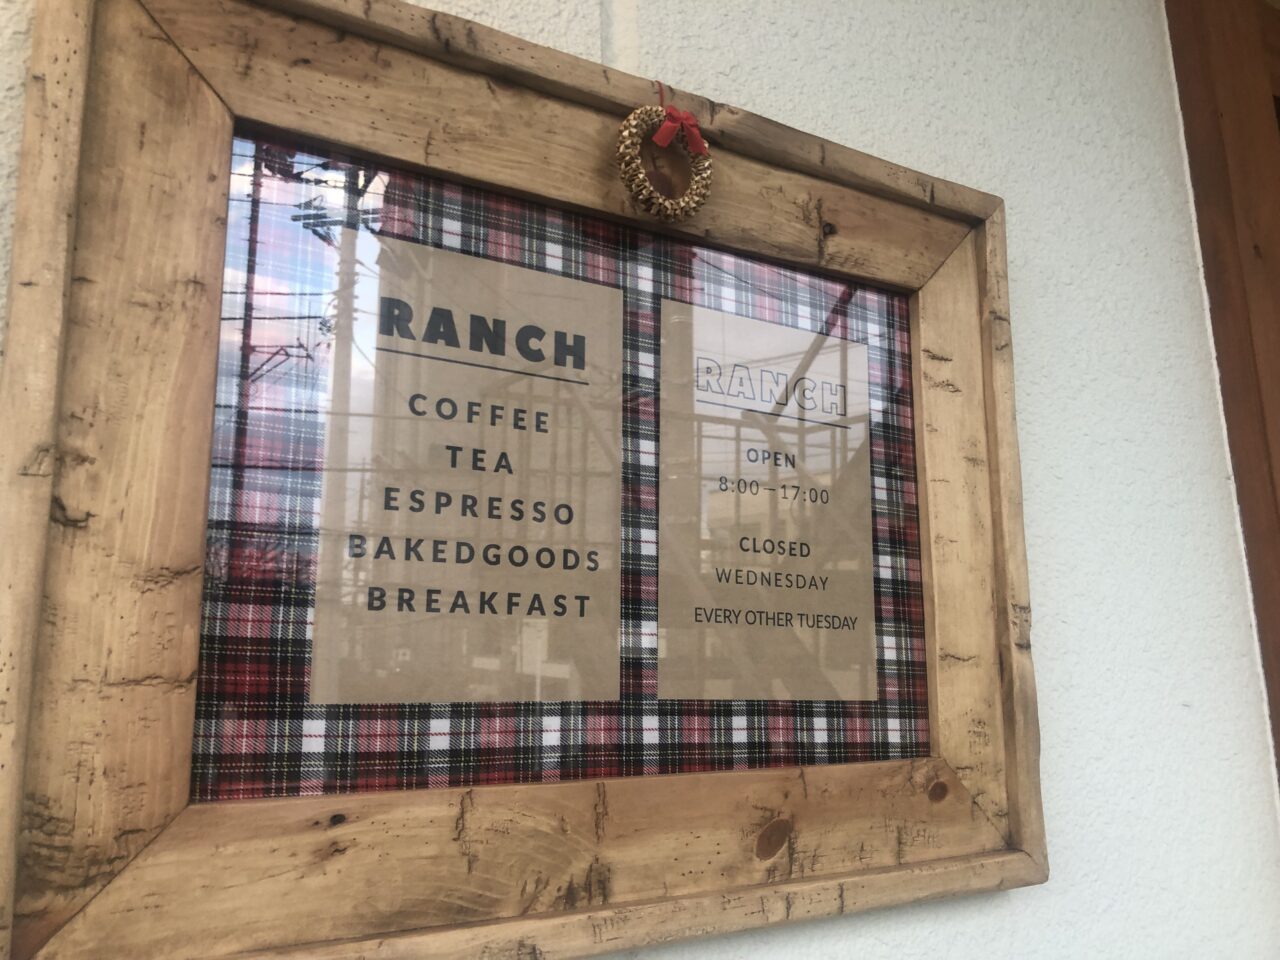 RANCH
COFFEE
TEA
ESPRESSO
BAKEDGOODS
BREAKFAST
RANCH
OPEN
8:00—17:00
CLOSED
WEDNESDAY
EVERY OTHER TUESDAY